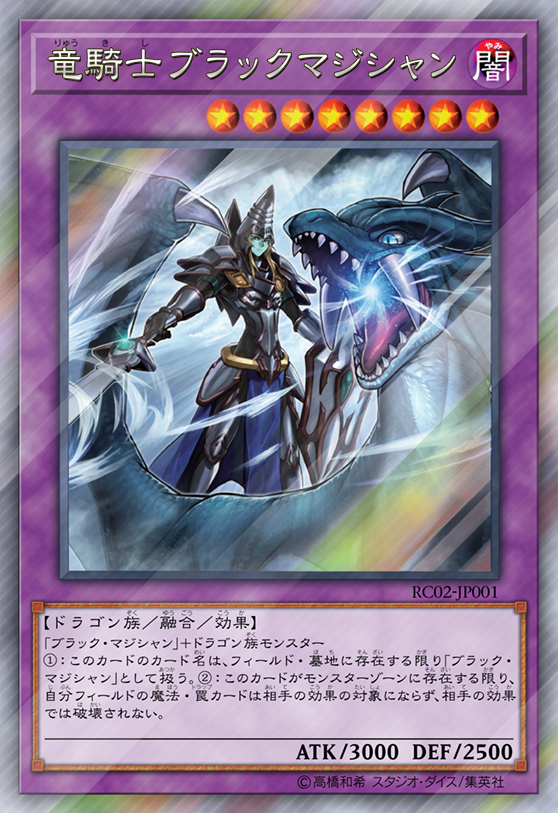 竜騎士ブラックマジシャン 闇
RC02-JP001
【ドラゴン族／融合／効果】
「ブラック・マジシャン」＋ドラゴン族モンスター
①：このカードのカード名は、フィールド・墓地に存在する限り「ブラック・
マジシャン」として扱う。②：このカードがモンスターゾーンに存在する限り、
自分フィールドの魔法・罠カードは相手の効果の対象にならず、相手の効果
では破壊されない。
ATK/3000 DEF/2500
©高橋和希 スタジオ・ダイス/集英社